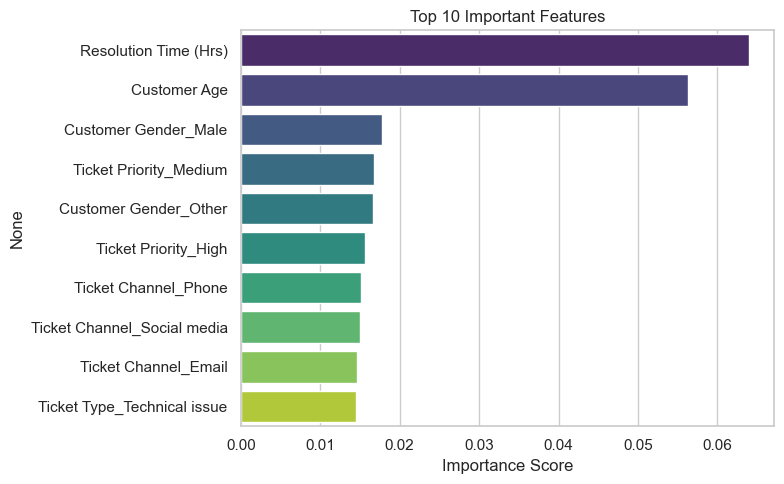 Top 10 Important Features
Resolution Time (Hrs)
Customer Age
Customer Gender_Male
Ticket Priority_Medium
Customer Gender_Other
Ticket Priority_High
Ticket Channel_Phone
Ticket Channel_Social media
Ticket Channel_Email
Ticket Type_Technical issue
None
0.00 0.01 0.02 0.03 0.04 0.05 0.06
Importance Score